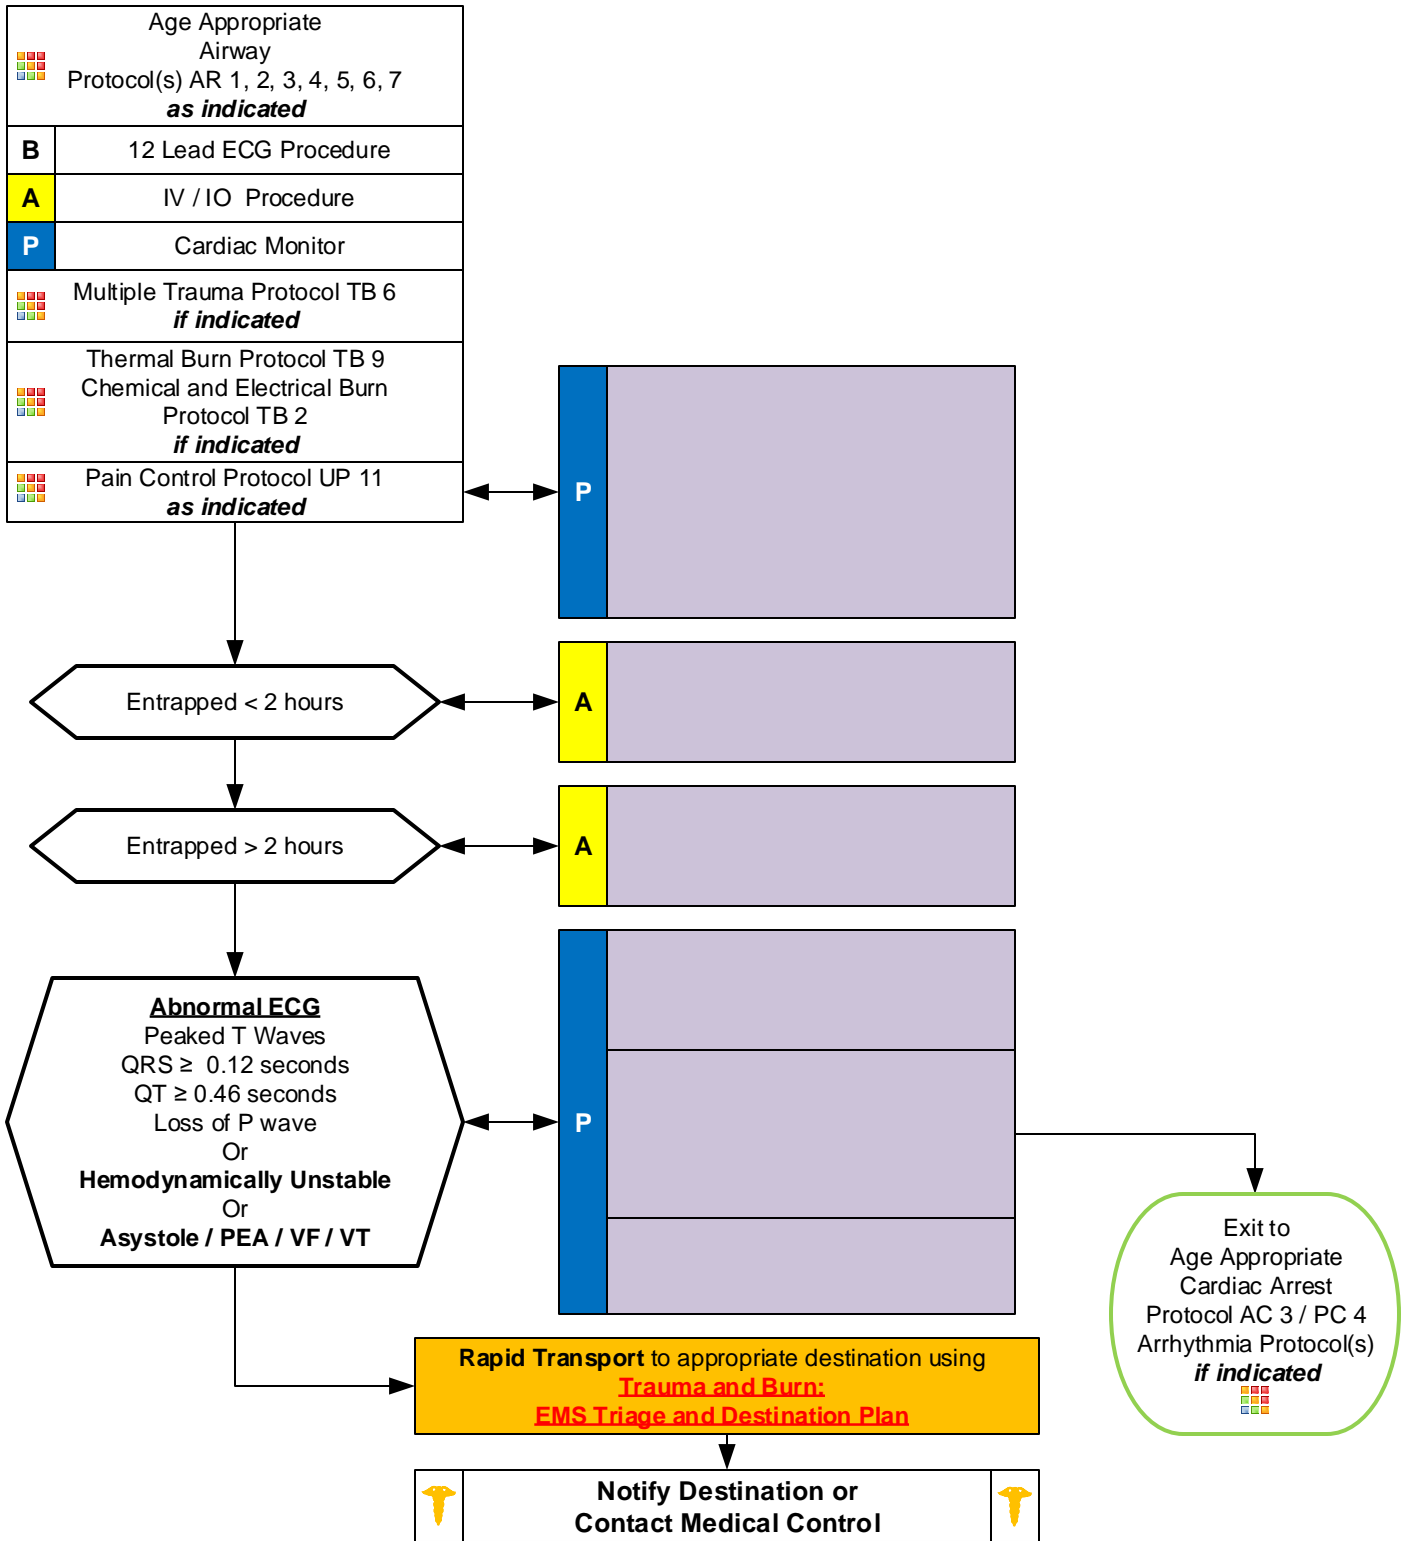 Age Appropriate
Airway
Protocol(s) AR 1, 2, 3, 4, 5, 6, 7
as indicated
B
12 Lead ECG Procedure
A
IV / IO Procedure
P
Cardiac Monitor
Multiple Trauma Protocol TB 6
if indicated
Thermal Burn Protocol TB 9
Chemical and Electrical Burn
Protocol TB 2
if indicated
Pain Control Protocol UP 11
as indicated
P
Entrapped < 2 hours
A
Entrapped > 2 hours
A
Abnormal ECG
Peaked T Waves
QRS ≥ 0.12 seconds
QT ≥ 0.46 seconds
Loss of P wave
Or
Hemodynamically Unstable
Or
Asystole / PEA / VF / VT
P
Exit to
Age Appropriate
Cardiac Arrest
Protocol AC 3 / PC 4
Arrhythmia Protocol(s)
if indicated
Rapid Transport to appropriate destination using
Trauma and Burn:
EMS Triage and Destination Plan
Notify Destination or
Contact Medical Control